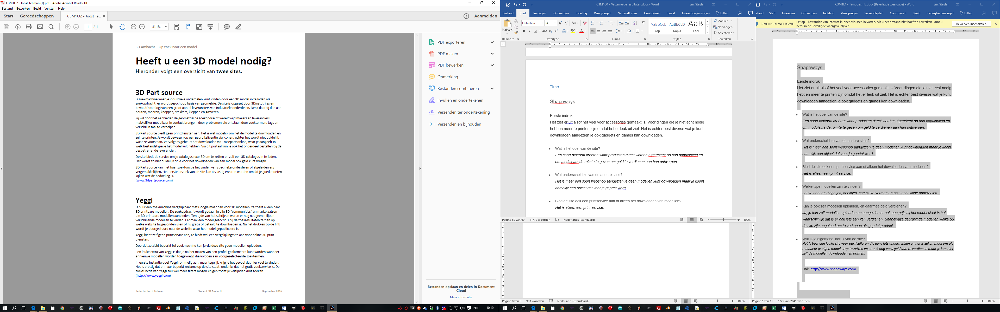 C3M1O2 - Joost Tellman (1).pdf - Adobe Acrobat Reader DC
Bestand Bewerken Beeld Venster Help
Start Gereedschappen C3M1O2 - Joost Te... × Aanmelden
1 / 1 81,1%
3D Ambacht – Op zoek naar een model
Heeft u een 3D model nodig?
Hieronder volgt een overzicht van twee sites.
3D Part source
is zoekmachine waar je industriële onderdelen kunt vinden door een 3D model in te laden als
zoekopdracht; er wordt gezocht op basis van geometrie. De site is opgezet door 3Dinstutri.es en
bevat 3D catalogi van een groot aantal leveranciers van industriële onderdelen. Denk daarbij dan aan
bouten, moeren, knoppen, stekkers, kleppen en gasveren.
Zij wil door het aanbieden de geometrische zoekopdracht wereldwijd makers en leveranciers
makkelijker met elkaar in contact brengen, door problemen die ontstaan door zoektermen, tags en
verschil in taal te verhelpen.
3D Part source biedt geen printdiensten aan. Het is wel mogelijk om het de model te downloaden en
zelf te printen. Je wordt gewezen op een gebruikslicentie via iconen, echter het wordt niet duidelijk
waar ze voorstaan. Vervolgens gebeurt het downloaden via Tracepartsonline, waar je aangeeft in
welk bestandstype je het model wilt hebben. Via dit portaal kun je ook het onderdeel bestellen bij de
desbetreffende leverancier.
De site biedt de service om je catalogus naar 3D om te zetten en zelf een 3D catalogus in te laden.
Het wordt zo niet duidelijk of je voor het downloaden van een model ook geld kunt vragen.
3D Part source kan met haar zoekfunctie het vinden van specifieke onderdelen of afgeleiden erg
vergemakkelijken. Het eerste bezoek van de site kan als lastig ervaren worden omdat je goed moeten
kijken wat de bedoeling is.
(www.3dpartsource.com)
Yeggi
is puur een zoekmachine vergelijkbaar met Google maar dan voor 3D modellen, ze zoekt alleen naar
3D printbare modellen. De zoekopdracht wordt gedaan in alle 3D “communities” en markplaatsen
die 3D printbare modellen aanbieden. Ten tijde van het schrijven waren er nog net geen miljoen
verschillende modellen te vinden. Eenmaal een model gezocht is bij de zoekresultaten te zien op
welke website hij gevonden is en of hij gratis of betaald te downloaden is. Na het drukken op de link
wordt je doorgestuurd naar de website waar het model gepubliceerd is.
Yeggi biedt zelf geen printservice aan, ze biedt wel een vergelijkingssite aan voor online 3D print
diensten.
Doordat ze zicht beperkt tot zoekmachine kun je via deze site geen modellen uploaden.
Een leuke extra van Yeggi is dat je na het maken van een profiel gealarmeerd kunt worden wanneer
er nieuwe modellen worden toegevoegd die voldoen aan voorgeselecteerde zoektermen.
In eerste instantie doet Yeggi rommelig aan, maar tegelijk krijg je het gevoel dat hier veel te vinden.
Het is prettig dat er maar beperkt reclame op de site staat, ondanks dat het gratis zoekservice is. De
zoekfunctie van Yeggi zou wel meer filters mogen krijgen zodat je verfijnder kunt zoeken.
(http://www.yeggi.com)
Redactie: Joost Tellman – Student 3D Ambacht – September 2016
PDF exporteren
PDF maken
PDF bewerken
Opmerking
Bestanden combineren
Invullen en ondertekenen
Verzenden ter ondertekening
Verzenden en bijhouden
Bestanden opslaan en delen in Document
Cloud
Meer informatie
NLD 10:10
C3M1O1 - Verzamelde resultaten.docx - Word Eric Steijlen
Bestand Start Invoegen Ontwerpen Indeling Verwijzingen Verzendlijsten Controleren Beeld Invoegtoepassingen Uitleg
Plakken
Helvetica 14
AaBbCcD AaBbCcD AaB
Kop 2 Kop 3 Titel
Zoeken
Vervangen
Selecteren
Klembord Lettertype Alinea Stijlen Bewerken
Timo
Shapeways
Eerste indruk:
Het ziet er uit alsof het veel voor accessories gemaakt is. Voor dingen die je niet echt nodig
hebt en meer te printen zijn omdat het er leuk uit ziet. Het is echter best diverse wat je kunt
downloaden aangezien je ook gadgets en games kan downloaden.
• Wat is het doel van de site?
Een soort platform creëren waar producten direct worden afgerekent op hun populariteid en
om moduleurs de ruimte te geven om geld te verdienen aan hun ontwerpen.
• Wat onderscheid ze van de andere sites?
Het is meer een soort webshop aangezien je geen modellen kunt downloaden maar je koopt
namelijk een object dat voor je geprint word.
• Bied de site ook een printservice aan of alleen het downloaden van modellen?
Het is alleen een print service.
Pagina 60 van 69 11772 woorden Nederlands (standaard) 100%
Pagina 8 van 8 903 woorden Nederlands (standaard) 100%
C3M1L1 - Timo Jissink.docx (Beveiligde weergave) - Word Eric Steijlen
stand Start Invoegen Ontwerpen Indeling Verwijzingen Verzendlijsten Controleren Beeld Invoegtoepassingen Uitleg
BEVEILIGDE WEERGAVE Let op - bestanden van internet kunnen virussen bevatten. Als u het bestand niet hoeft te bewerken, kunt u
beter in de Beveiligde weergave blijven.
Bewerken inschakelen
Shapeways
Eerste indruk:
Het ziet er uit alsof het veel voor accessories gemaakt is. Voor dingen die je niet echt nodig
hebt en meer te printen zijn omdat het er leuk uit ziet. Het is echter best diverse wat je kunt
downloaden aangezien je ook gadgets en games kan downloaden.
• Wat is het doel van de site?
Een soort platform creëren waar producten direct worden afgerekent op hun populariteid en
om moduleurs de ruimte te geven om geld te verdienen aan hun ontwerpen.
• Wat onderscheid ze van de andere sites?
Het is meer een soort webshop aangezien je geen modellen kunt downloaden maar je koopt
namelijk een object dat voor je geprint word.
• Bied de site ook een printservice aan of alleen het downloaden van modellen?
Het is alleen een print service.
• Welke type modellen zijn te vinden?
Leuke hebben dingetjes, beeldjes, complexe vormen en ook technische onderdelen.
• Kan je ook zelf modellen uploaden, en daarmee geld verdienen?
Ja, je kan zelf modellen uploaden en aangezien er ook een prijs bij het model staat is het
waarschijnlijk dat je er ook iets aan kan verdienen. Shapeways gebruikt de modellen welke op
de site zijn upgeload om te verkopen als geprint product.
• Wat is je algemene indruk van de site?
Het is best een leuke site voor particulieren die eens iets anders willen en het is zeken mooi om als
moduleur je eigen model erop te zetten en er ook nog eens geld aan te verdienen maar je kan niet
zelf de modellen downloaden en printen.
Link: http://www.shapeways.com/
Pagina 1 van 11 1727 van 2041 woorden 100%